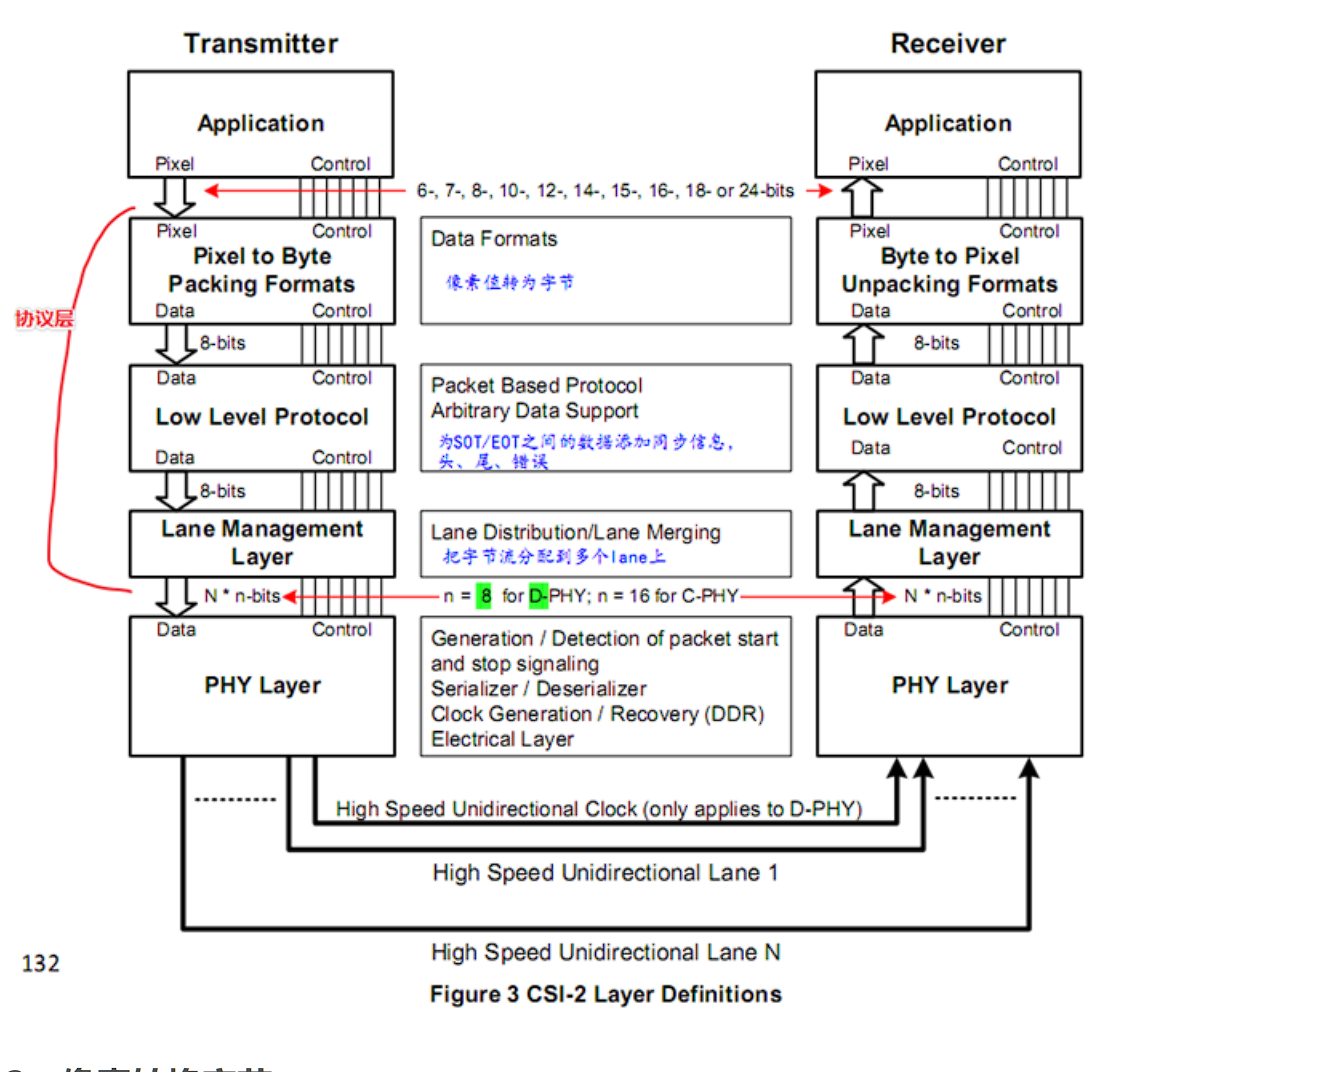 Transmitter
Receiver
Application
Application
Pixel
Control
Pixel
Control
6-, 7-, 8-, 10-, 12-, 14-, 15-, 16-, 18- or 24-bits
Pixel
Control
Data Formats
Pixel
Control
Pixel to Byte
Packing Formats
像素值转为字节
Byte to Pixel
Unpacking Formats
Data
Control
Data
Control
协议层
8-bits
8-bits
Data
Control
Packet Based Protocol
Arbitrary Data Support
Data
Control
Low Level Protocol
为SOT/EOT之间的数据添加同步信息，
头、尾、错误
Low Level Protocol
Data
Control
Data
Control
8-bits
8-bits
Lane Management
Layer
Lane Distribution/Lane Merging
把字节流分配到多个lane上
Lane Management
Layer
N * n-bits
n = 8 for D-PHY; n = 16 for C-PHY
N * n-bits
Data
Control
Generation / Detection of packet start
and stop signaling
Serializer / Deserializer
Clock Generation / Recovery (DDR)
Electrical Layer
Data
Control
PHY Layer
PHY Layer
High Speed Unidirectional Clock (only applies to D-PHY)
High Speed Unidirectional Lane 1
High Speed Unidirectional Lane N
132
Figure 3 CSI-2 Layer Definitions